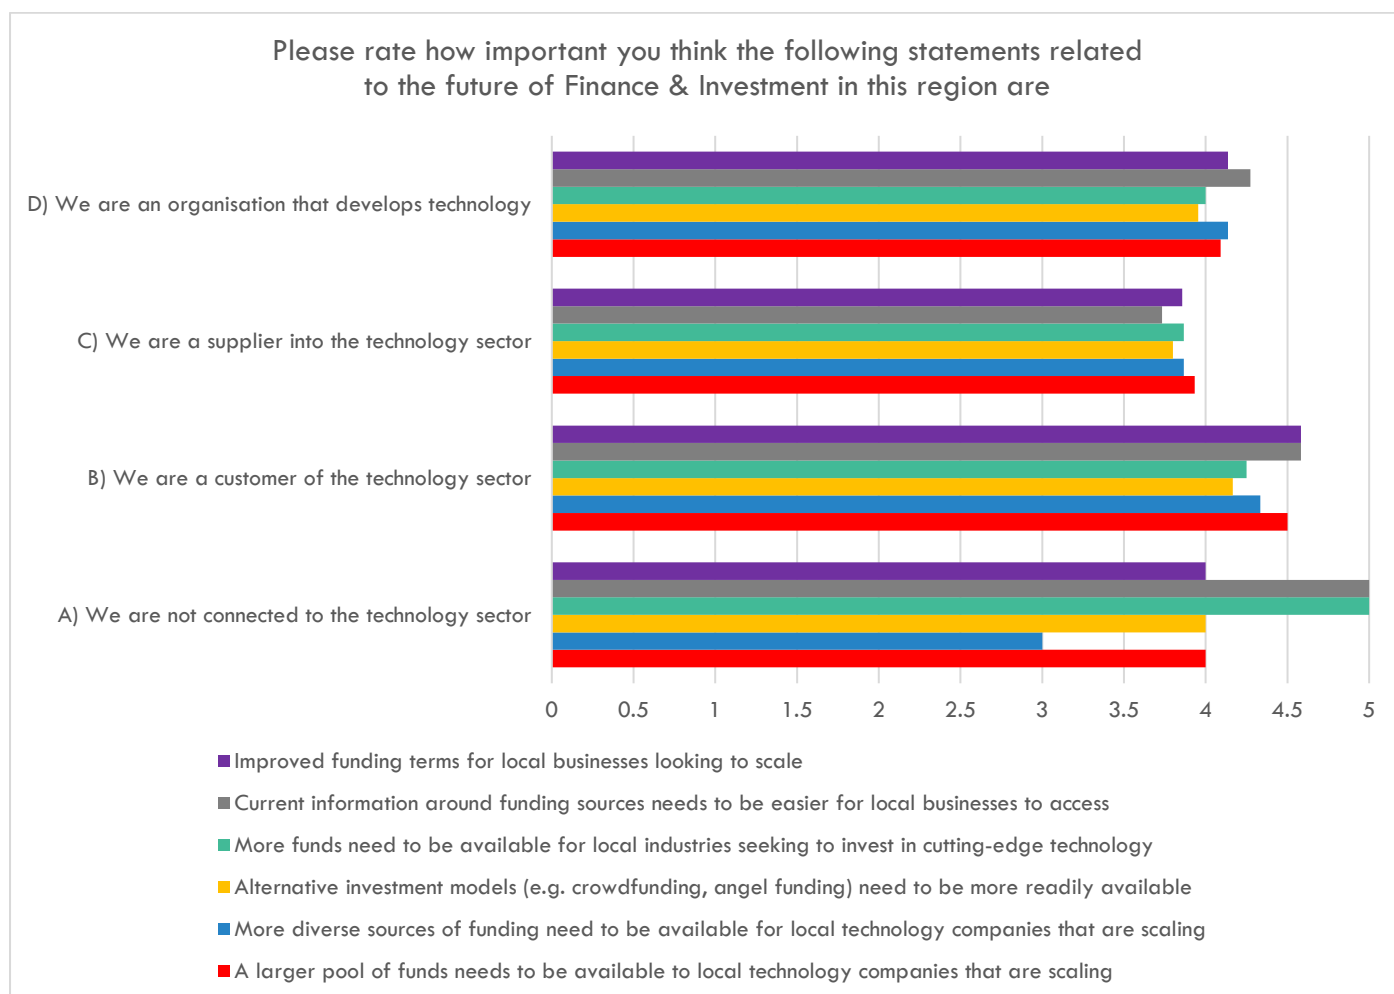 Please rate how important you think the following statements related
to the future of Finance & Investment in this region are
D) We are an organisation that develops technology
C) We are a supplier into the technology sector
B) We are a customer of the technology sector
A) We are not connected to the technology sector
0 0.5 1 1.5 2 2.5 3 3.5 4 4.5 5
Improved funding terms for local businesses looking to scale
Current information around funding sources needs to be easier for local businesses to access
More funds need to be available for local industries seeking to invest in cutting-edge technology
Alternative investment models (e.g. crowdfunding, angel funding) need to be more readily available
More diverse sources of funding need to be available for local technology companies that are scaling
A larger pool of funds needs to be available to local technology companies that are scaling